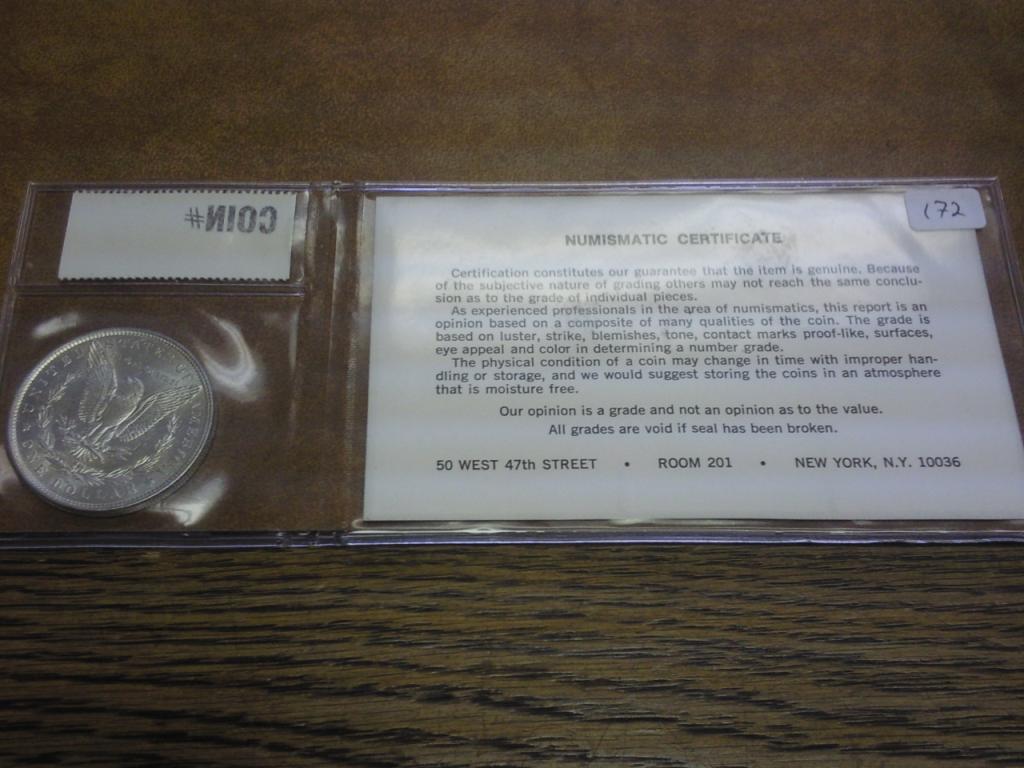 COIN#
172
NUMISMATIC CERTIFICATE
Certification constitutes our guarantee that the item is genuine. Because
of the subjective nature of grading others may not reach the same conclu-
sion as to the grade of individual pieces.
As experienced professionals in the area of numismatics, this report is an
opinion based on a composite of many qualities of the coin. The grade is
based on luster, strike, blemishes, tone, contact marks proof-like, surfaces,
eye appeal and color in determining a number grade.
The physical condition of a coin may change in time with improper han-
dling or storage, and we would suggest storing the coins in an atmosphere
that is moisture free.
Our opinion is a grade and not an opinion as to the value.
All grades are void if seal has been broken.
50 WEST 47th STREET • ROOM 201 • NEW YORK, N.Y. 10036
ONE DOLLAR